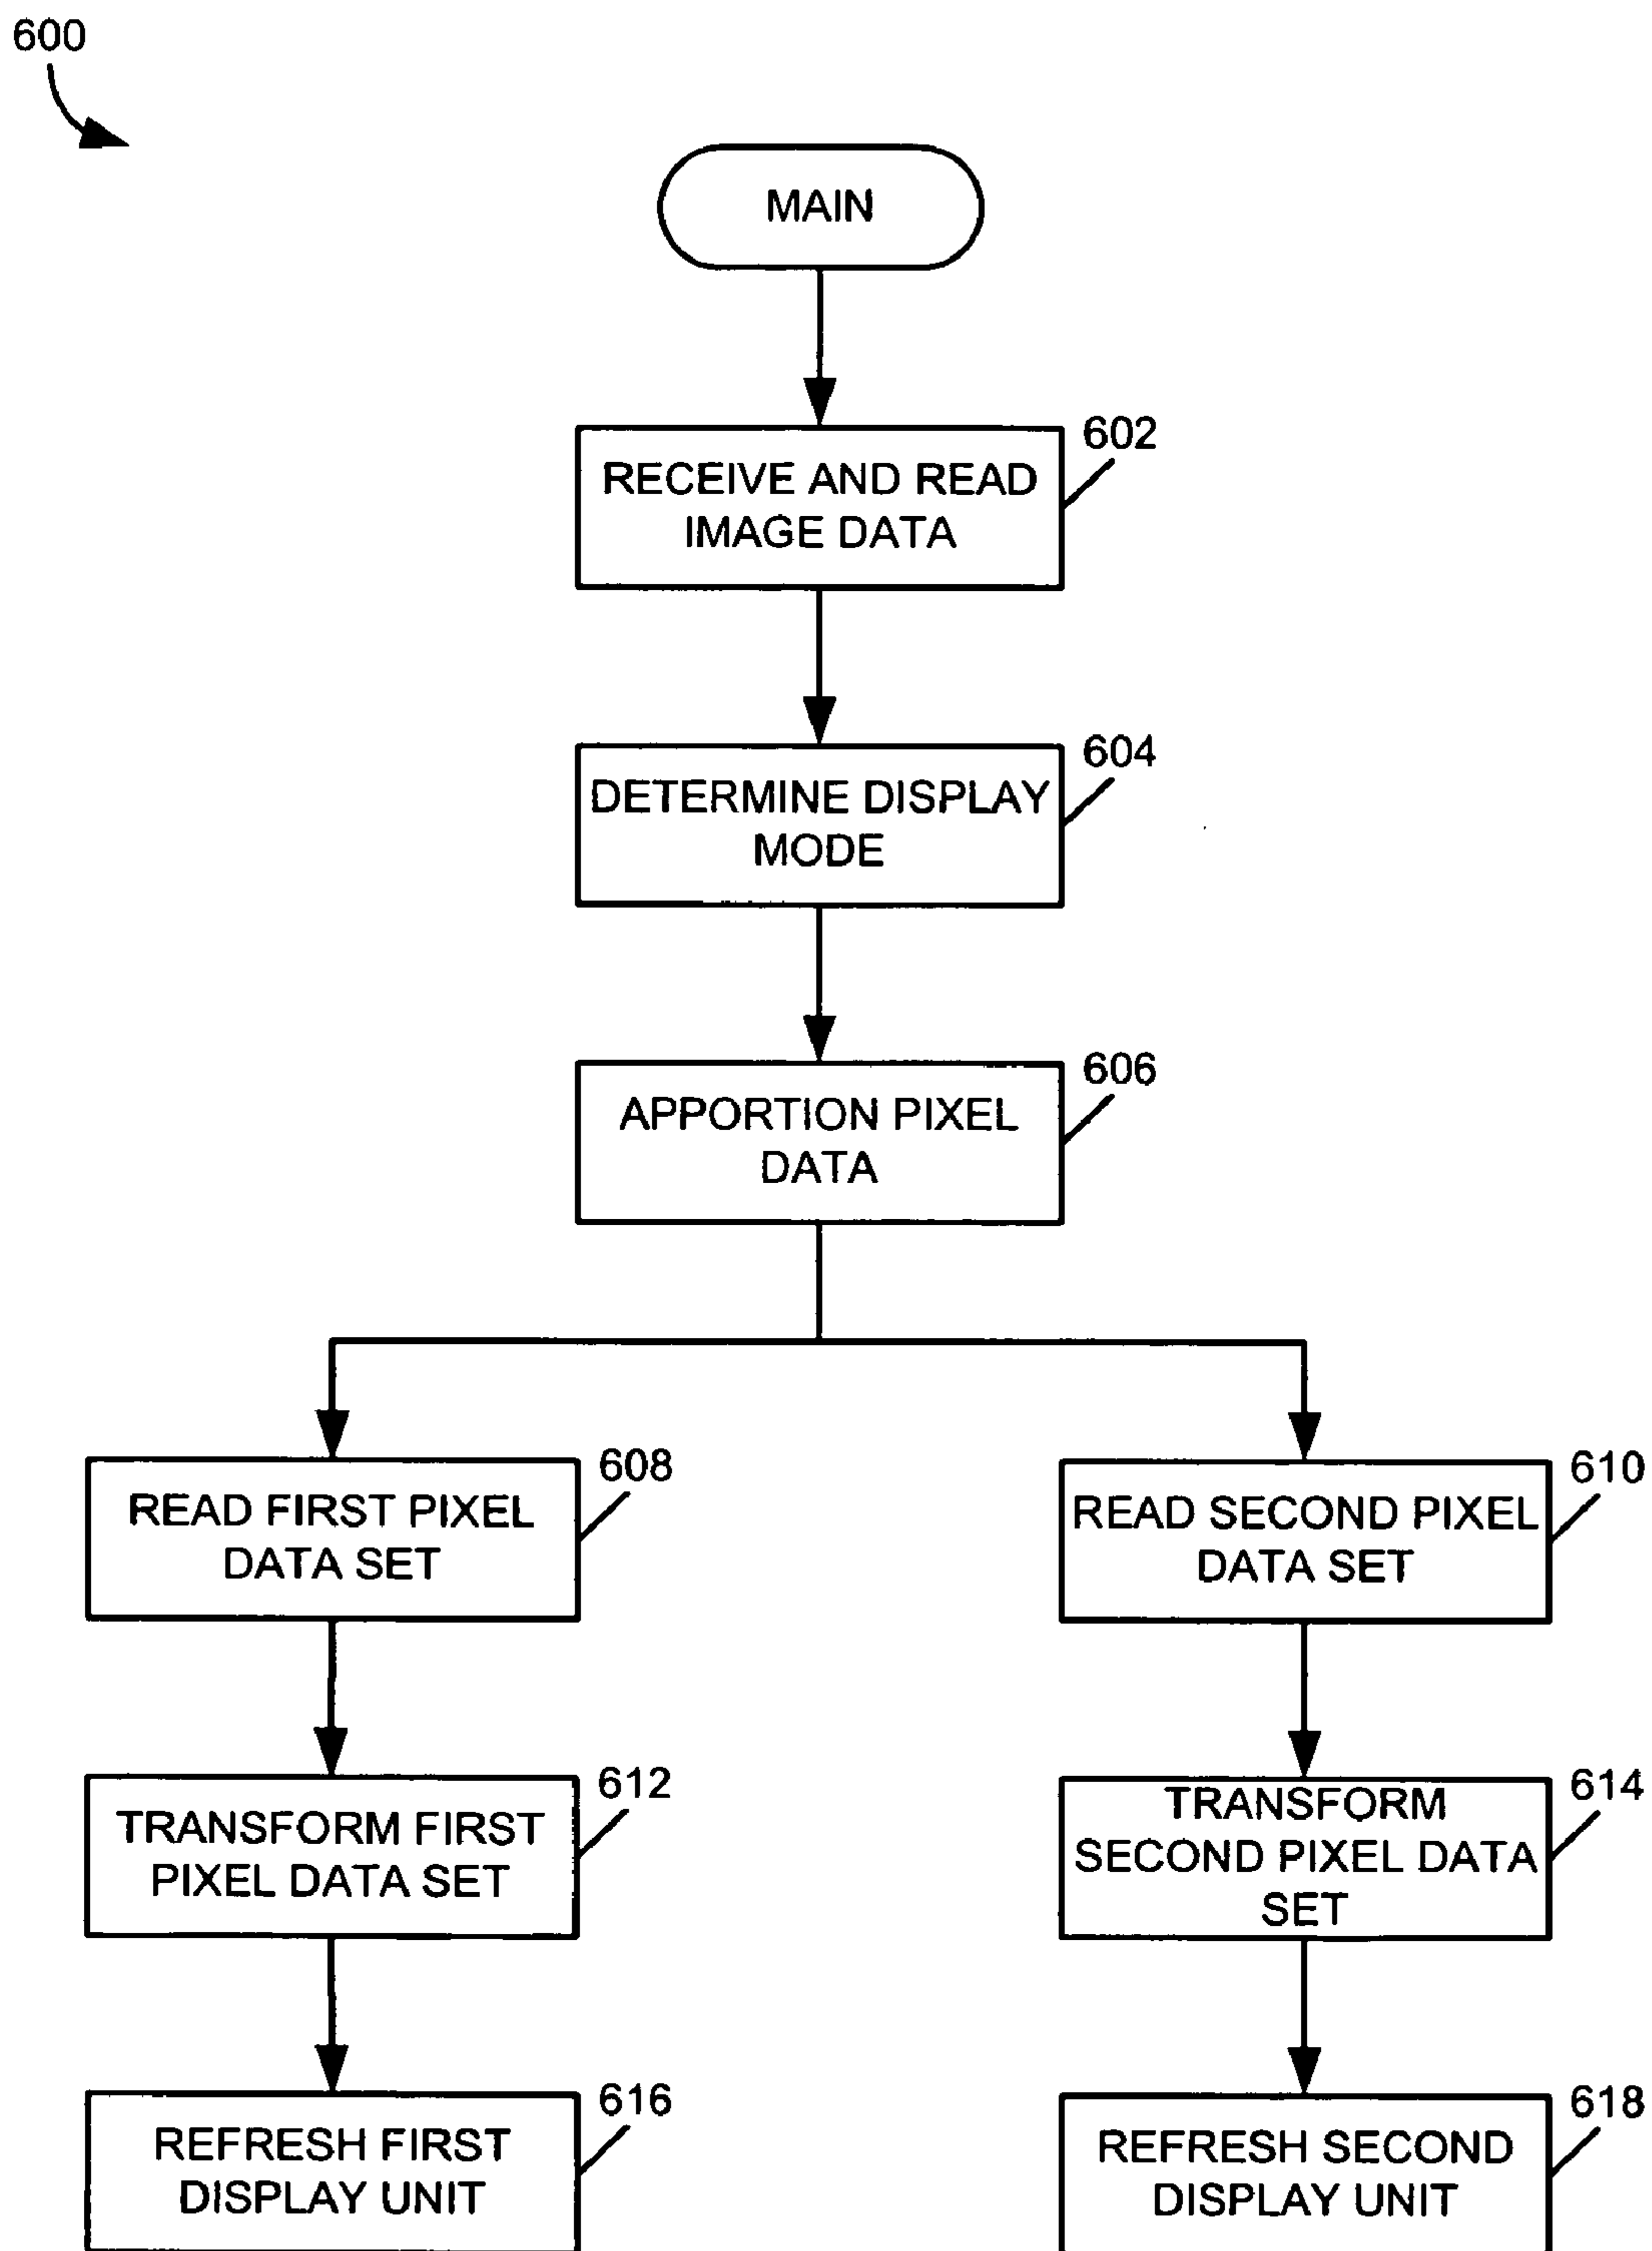 600
MAIN
602
RECEIVE AND READ
IMAGE DATA
604
DETERMINE DISPLAY
MODE
606
APPORTION PIXEL
DATA
608
READ FIRST PIXEL
DATA SET
610
READ SECOND PIXEL
DATA SET
612
TRANSFORM FIRST
PIXEL DATA SET
614
TRANSFORM
SECOND PIXEL DATA
SET
616
REFRESH FIRST
DISPLAY UNIT
618
REFRESH SECOND
DISPLAY UNIT